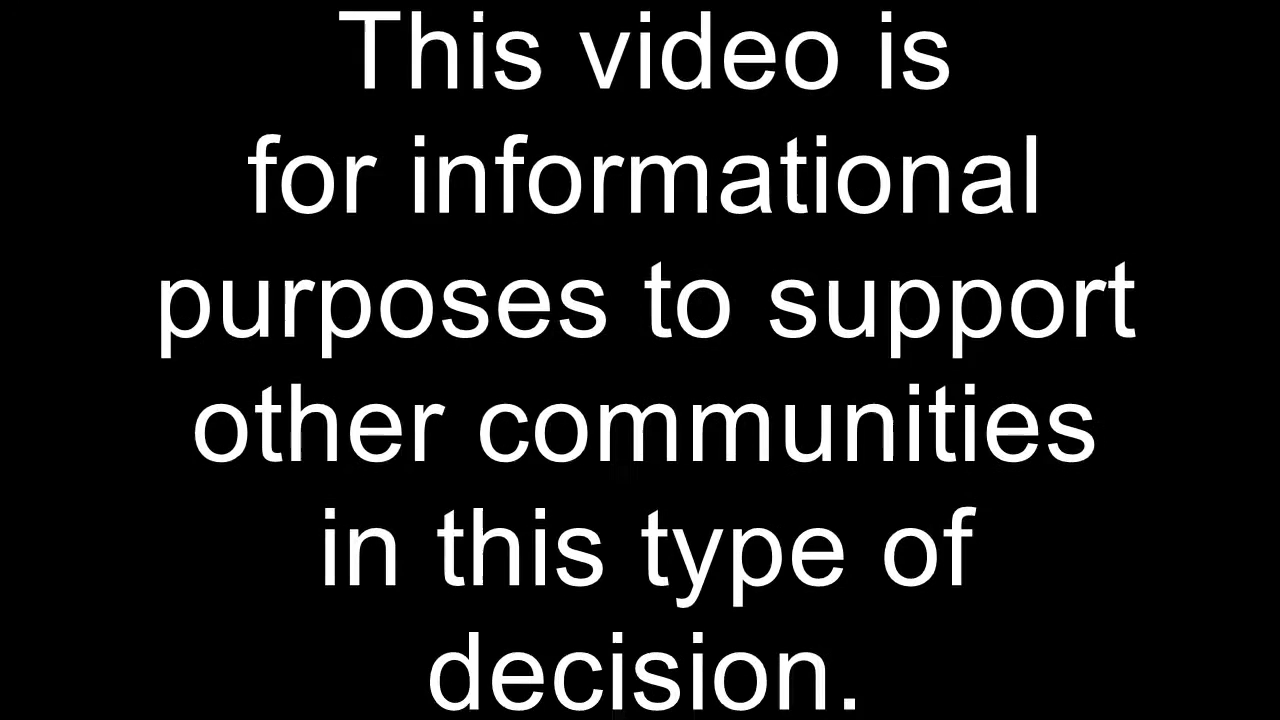 This video is
for informational
purposes to support
other communities
in this type of
decision.